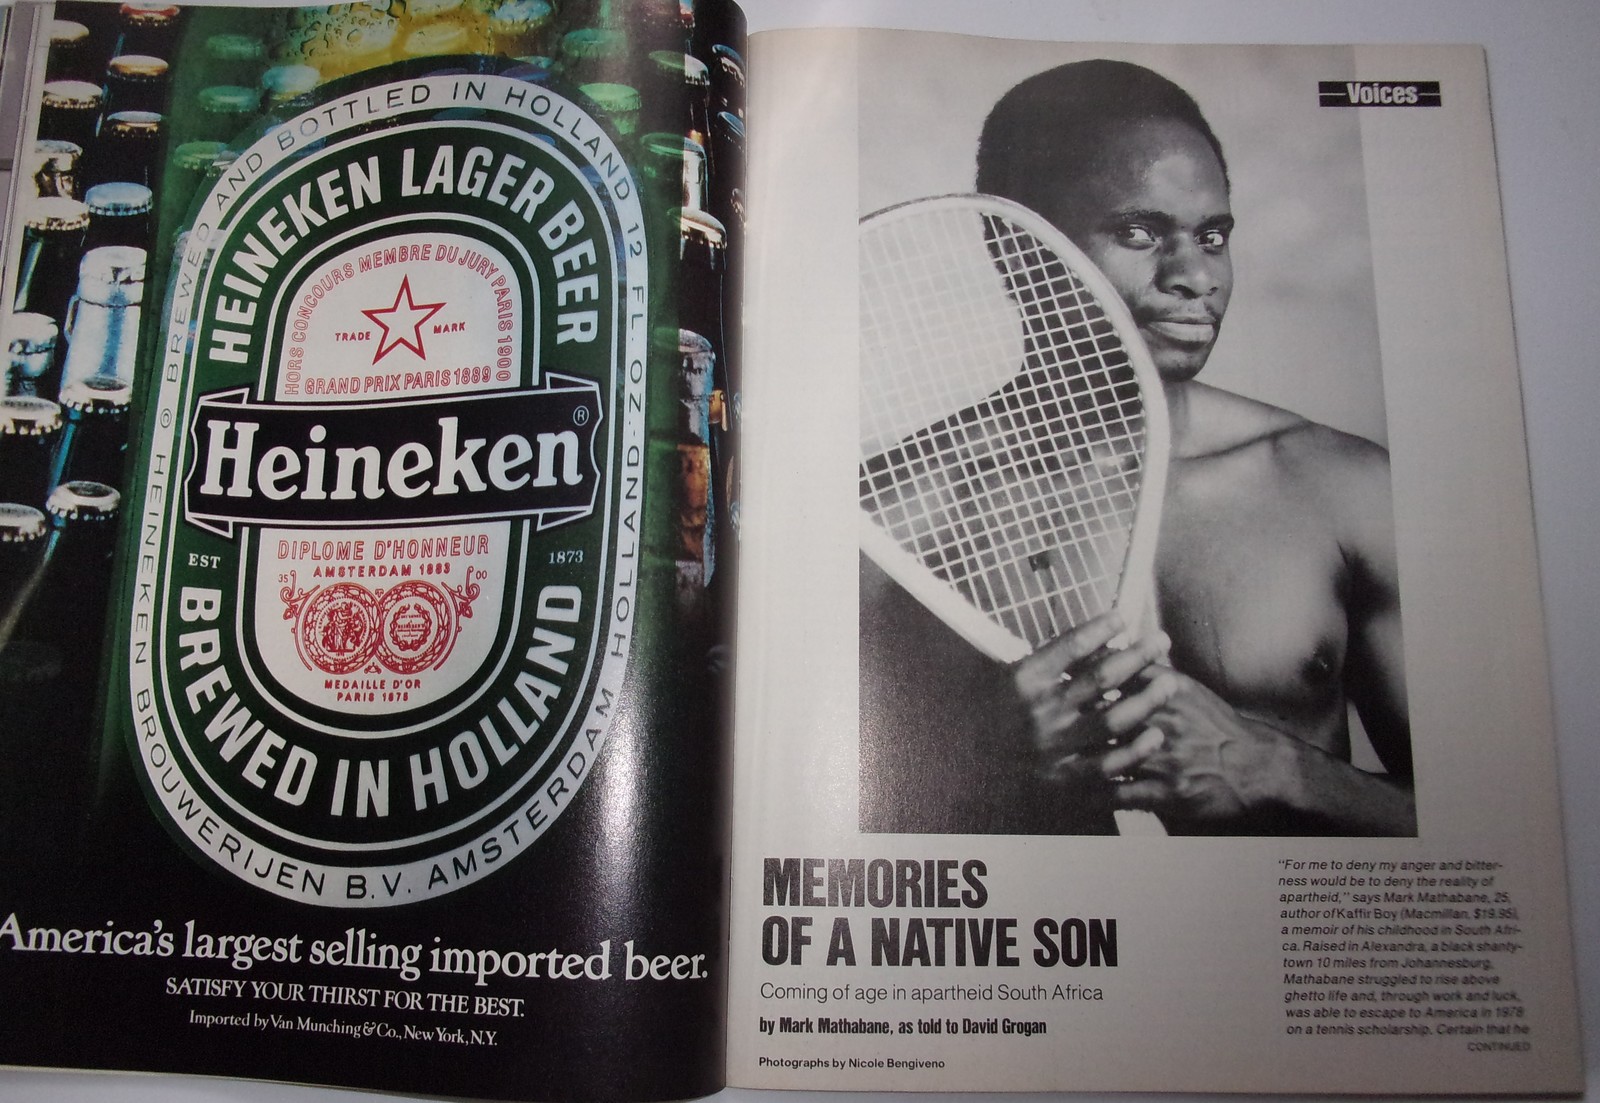 BREWED AND BOTTLED IN HOLLAND 12 FL. OZ.-HOLLAND-
® HEINEKEN BROUWERIJEN B.V. AMSTERDAM HOLLAND
HEINEKEN LAGER BEER
HORS CONCOURS MEMBRE DU JURY PARIS 1900
TRADE MARK
GRAND PRIX PARIS 1889
Heineken ®
EST 1873
DIPLOME D'HONNEUR
AMSTERDAM 1883
35 00
MEDAILLE D'OR
PARIS 1875
BREWED IN HOLLAND
America's largest selling imported beer.
SATISFY YOUR THIRST FOR THE BEST.
Imported by Van Munching & Co., New York, N.Y.
Voices
MEMORIES
OF A NATIVE SON
Coming of age in apartheid South Africa
by Mark Mathabane, as told to David Grogan
Photographs by Nicole Bengiveno
"For me to deny my anger and bitter-
ness would be to deny the reality of
apartheid," says Mark Mathabane, 25,
author of Kaffir Boy (Macmillan, $19.95),
a memoir of his childhood in South Afri-
ca. Raised in Alexandra, a black shanty-
town 10 miles from Johannesburg,
Mathabane struggled to rise above
ghetto life and, through work and luck,
was able to escape to America in 1978
on a tennis scholarship. Certain that he
CONTINUED